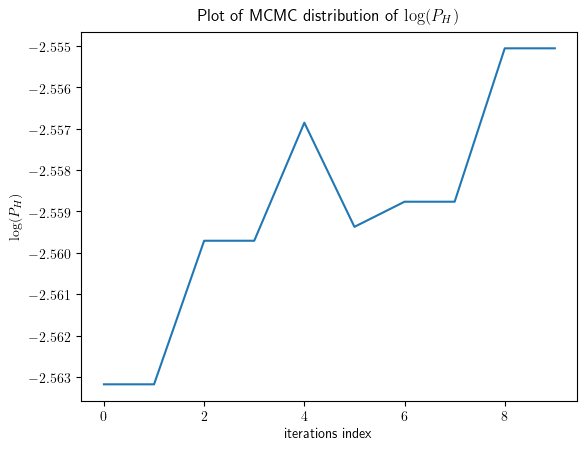 Plot of MCMC distribution of log(P_H)
−2.555
−2.556
−2.557
−2.558
−2.559
−2.560
−2.561
−2.562
−2.563
log(P_H)
0 2 4 6 8
iterations index